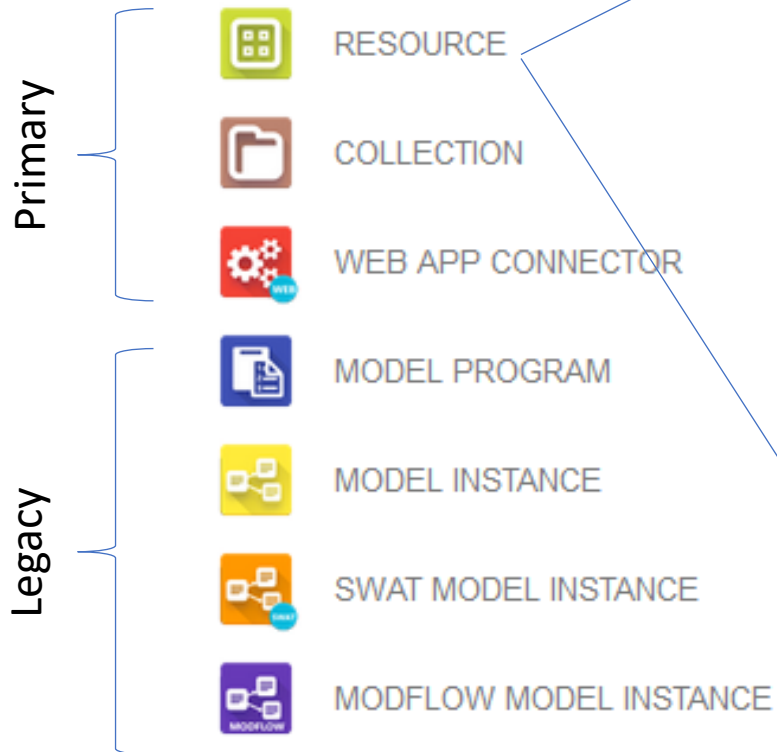 Primary
RESOURCE
COLLECTION
WEB APP CONNECTOR
WEB
Legacy
MODEL PROGRAM
MODEL INSTANCE
SWAT MODEL INSTANCE
SWAT
MODFLOW MODEL INSTANCE
MODFLOW